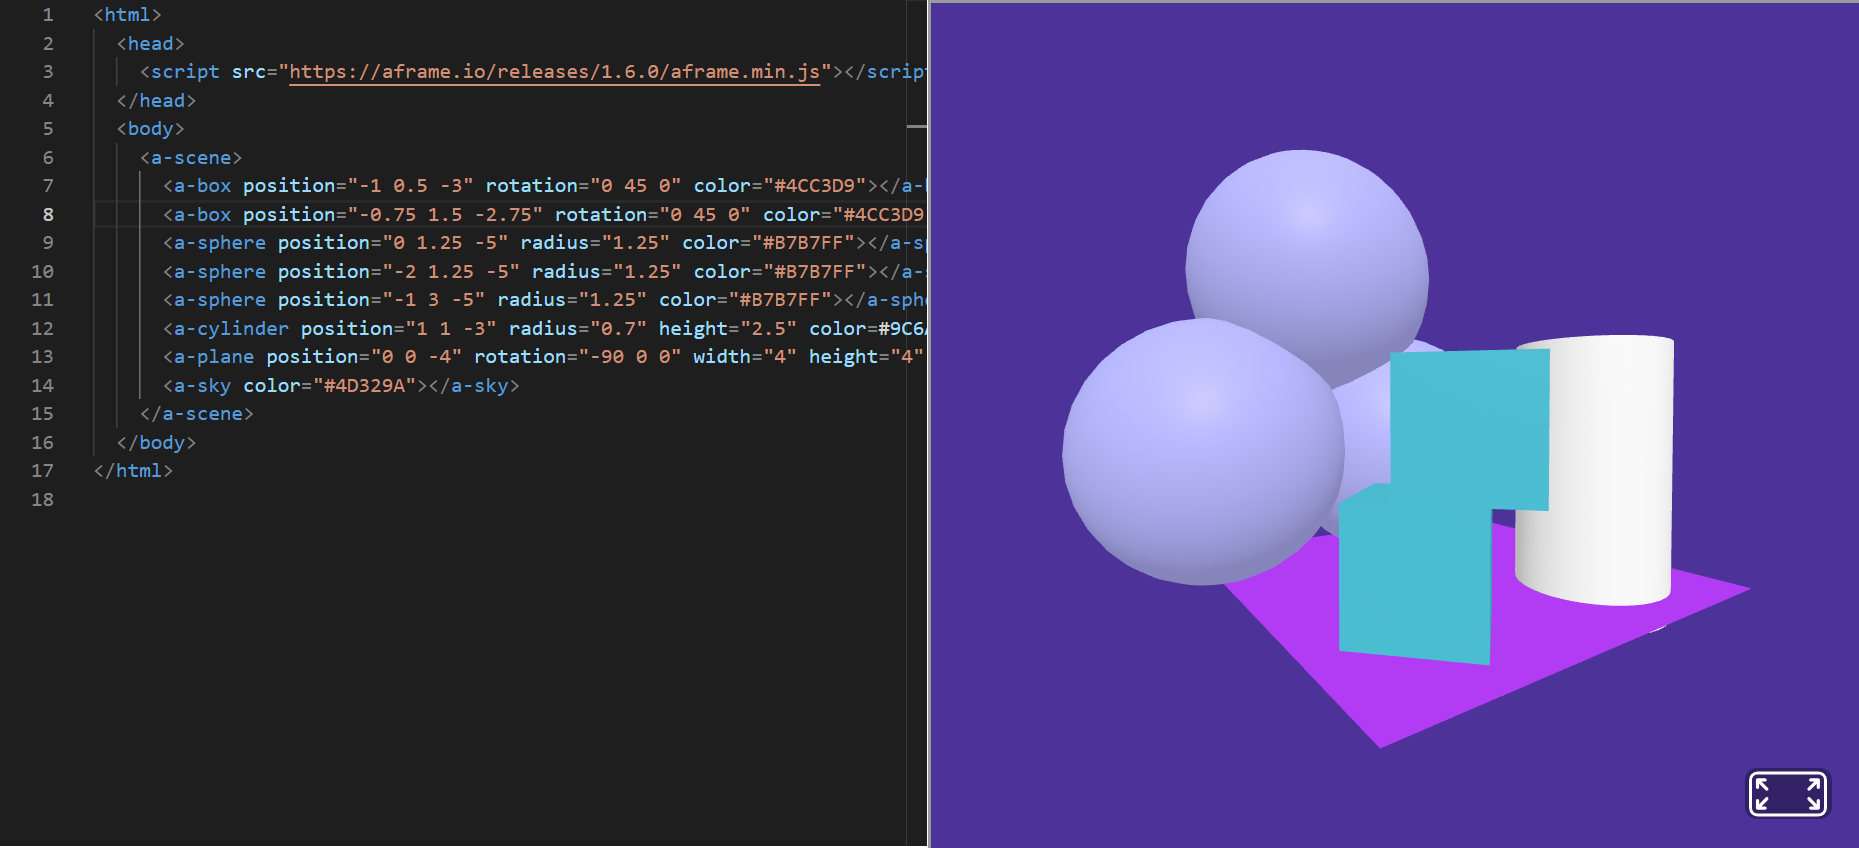 1 <html>
2 <head>
3 <script src="https://aframe.io/releases/1.6.0/aframe.min.js"></script
4 </head>
5 <body>
6 <a-scene>
7 <a-box position="-1 0.5 -3" rotation="0 45 0" color="#4CC3D9"></a-b
8 <a-box position="-0.75 1.5 -2.75" rotation="0 45 0" color="#4CC3D9
9 <a-sphere position="0 1.25 -5" radius="1.25" color="#B7B7FF"></a-sp
10 <a-sphere position="-2 1.25 -5" radius="1.25" color="#B7B7FF"></a-s
11 <a-sphere position="-1 3 -5" radius="1.25" color="#B7B7FF"></a-sphe
12 <a-cylinder position="1 1 -3" radius="0.7" height="2.5" color=#9C6A
13 <a-plane position="0 0 -4" rotation="-90 0 0" width="4" height="4"
14 <a-sky color="#4D329A"></a-sky>
15 </a-scene>
16 </body>
17 </html>
18